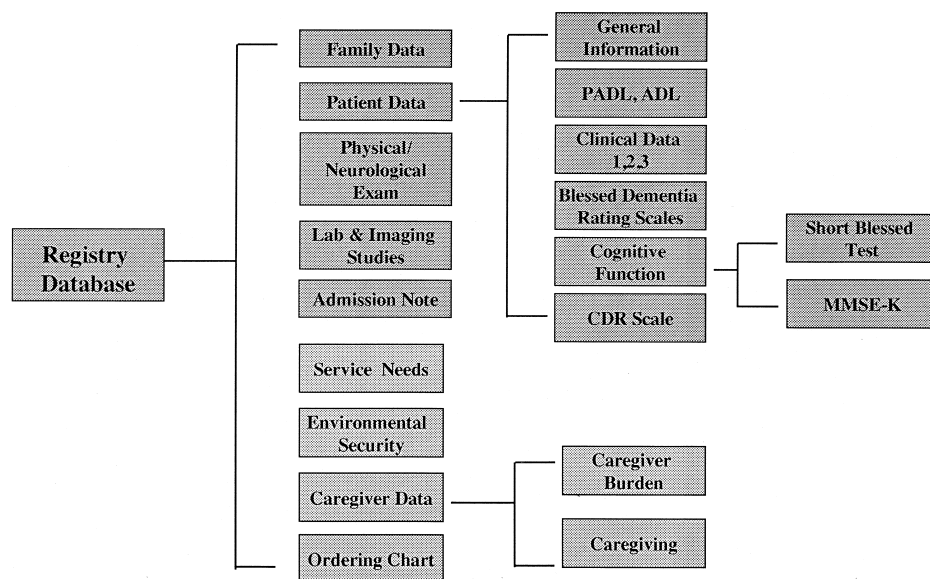 Registry
Database
Family Data
Patient Data
Physical/
Neurological
Exam
Lab & Imaging
Studies
Admission Note
Service Needs
Environmental
Security
Caregiver Data
Ordering Chart
General
Information
PADL, ADL
Clinical Data
1,2,3
Blessed Dementia
Rating Scales
Cognitive
Function
CDR Scale
Short Blessed
Test
MMSE-K
Caregiver
Burden
Caregiving